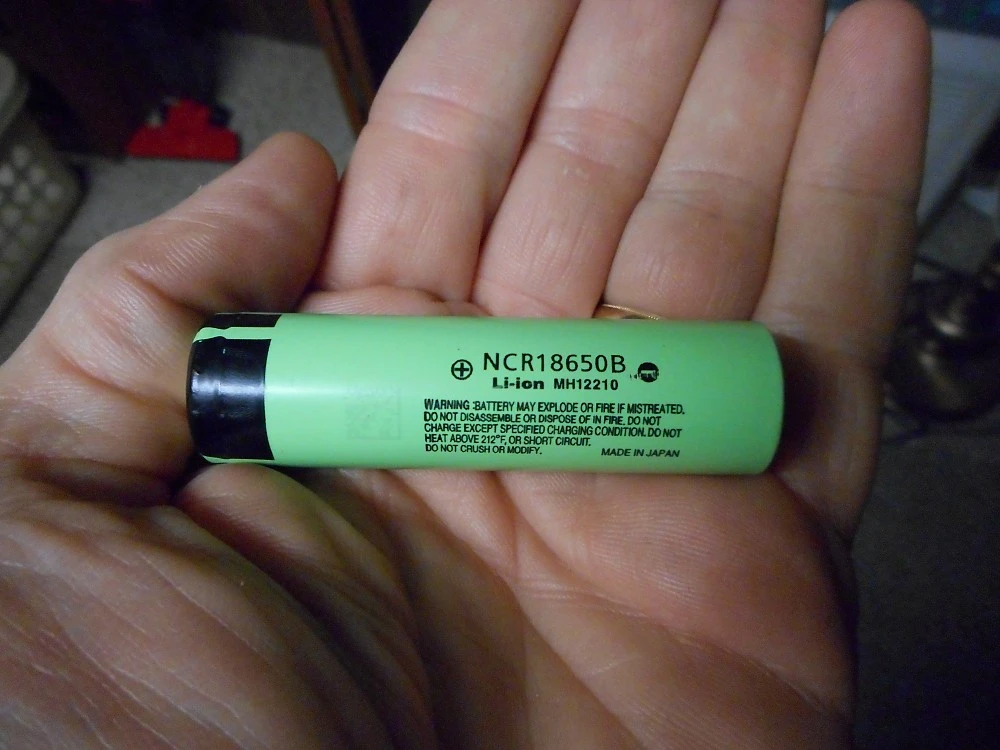 ⊕ NCR18650B
Li-ion MH12210
WARNING :BATTERY MAY EXPLODE OR FIRE IF MISTREATED.
DO NOT DISASSEMBLE OR DISPOSE OF IN FIRE. DO NOT
CHARGE EXCEPT SPECIFIED CHARGING CONDITION. DO NOT
HEAT ABOVE 212°F, OR SHORT CIRCUIT.
DO NOT CRUSH OR MODIFY. MADE IN JAPAN